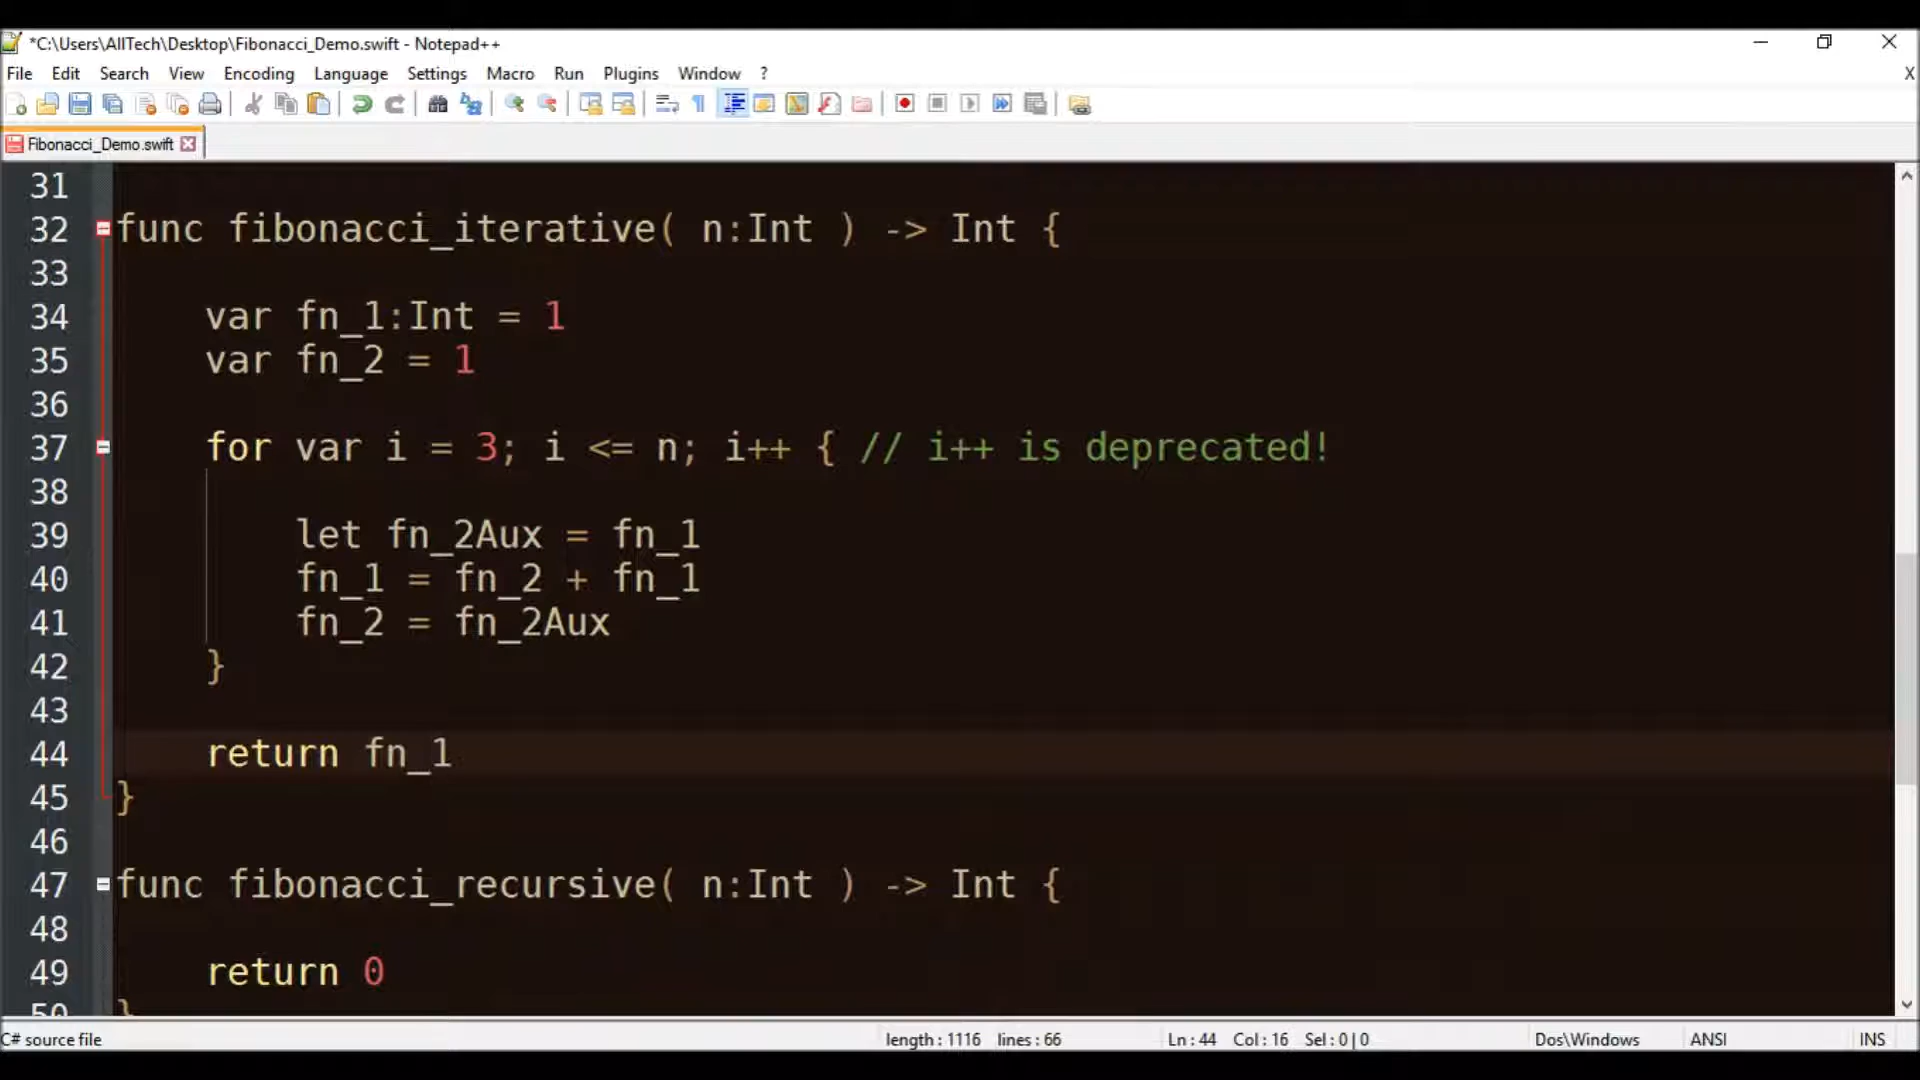 *C:\Users\AllTech\Desktop\Fibonacci_Demo.swift - Notepad++
File Edit Search View Encoding Language Settings Macro Run Plugins Window ? X
Fibonacci_Demo.swift
31
32 func fibonacci_iterative( n:Int ) -> Int {
33
34 var fn_1:Int = 1
35 var fn_2 = 1
36
37 for var i = 3; i <= n; i++ { // i++ is deprecated!
38
39 let fn_2Aux = fn_1
40 fn_1 = fn_2 + fn_1
41 fn_2 = fn_2Aux
42 }
43
44 return fn_1
45 }
46
47 func fibonacci_recursive( n:Int ) -> Int {
48
49 return 0
50 }
C# source file length : 1116 lines : 66 Ln : 44 Col : 16 Sel : 0 | 0 Dos\Windows ANSI INS